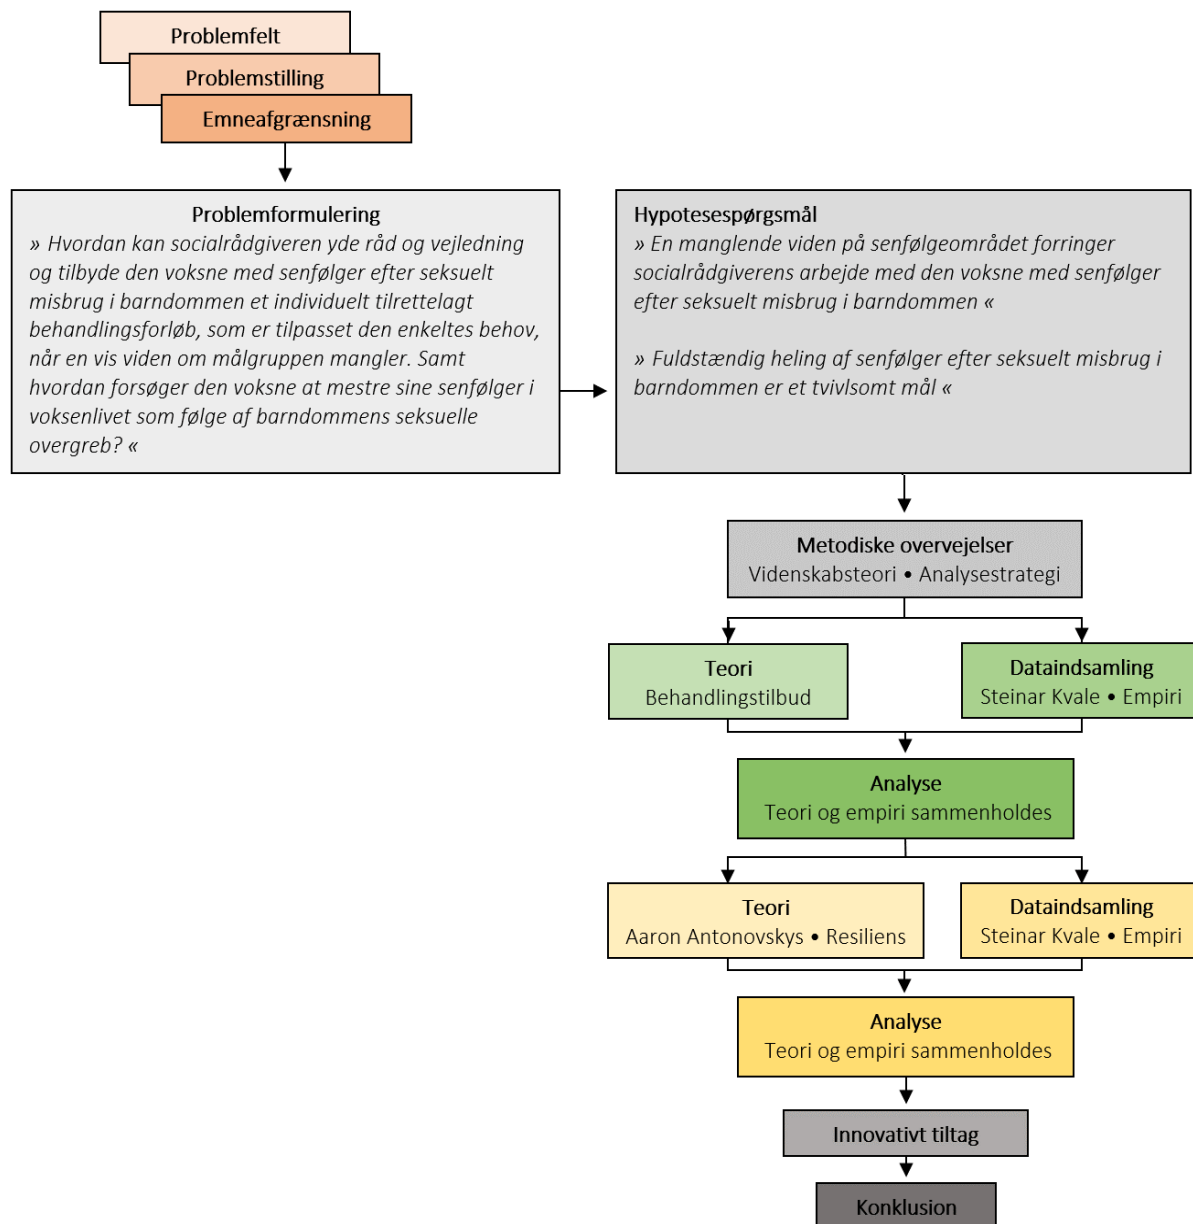 Problemfelt
Problemstilling
Emneafgrænsning
Problemformulering
» Hvordan kan socialrådgiveren yde råd og vejledning
og tilbyde den voksne med senfølger efter seksuelt
misbrug i barndommen et individuelt tilrettelagt
behandlingsforløb, som er tilpasset den enkeltes behov,
når en vis viden om målgruppen mangler. Samt
hvordan forsøger den voksne at mestre sine senfølger i
voksenlivet som følge af barndommens seksuelle
overgreb? «
Hypotesespørgsmål
» En manglende viden på senfølgeområdet forringer
socialrådgiverens arbejde med den voksne med senfølger
efter seksuelt misbrug i barndommen «
» Fuldstændig heling af senfølger efter seksuelt misbrug i
barndommen er et tvivlsomt mål «
Metodiske overvejelser
Videnskabsteori • Analysestrategi
Teori
Behandlingstilbud
Dataindsamling
Steinar Kvale • Empiri
Analyse
Teori og empiri sammenholdes
Teori
Aaron Antonovskys • Resiliens
Dataindsamling
Steinar Kvale • Empiri
Analyse
Teori og empiri sammenholdes
Innovativt tiltag
Konklusion